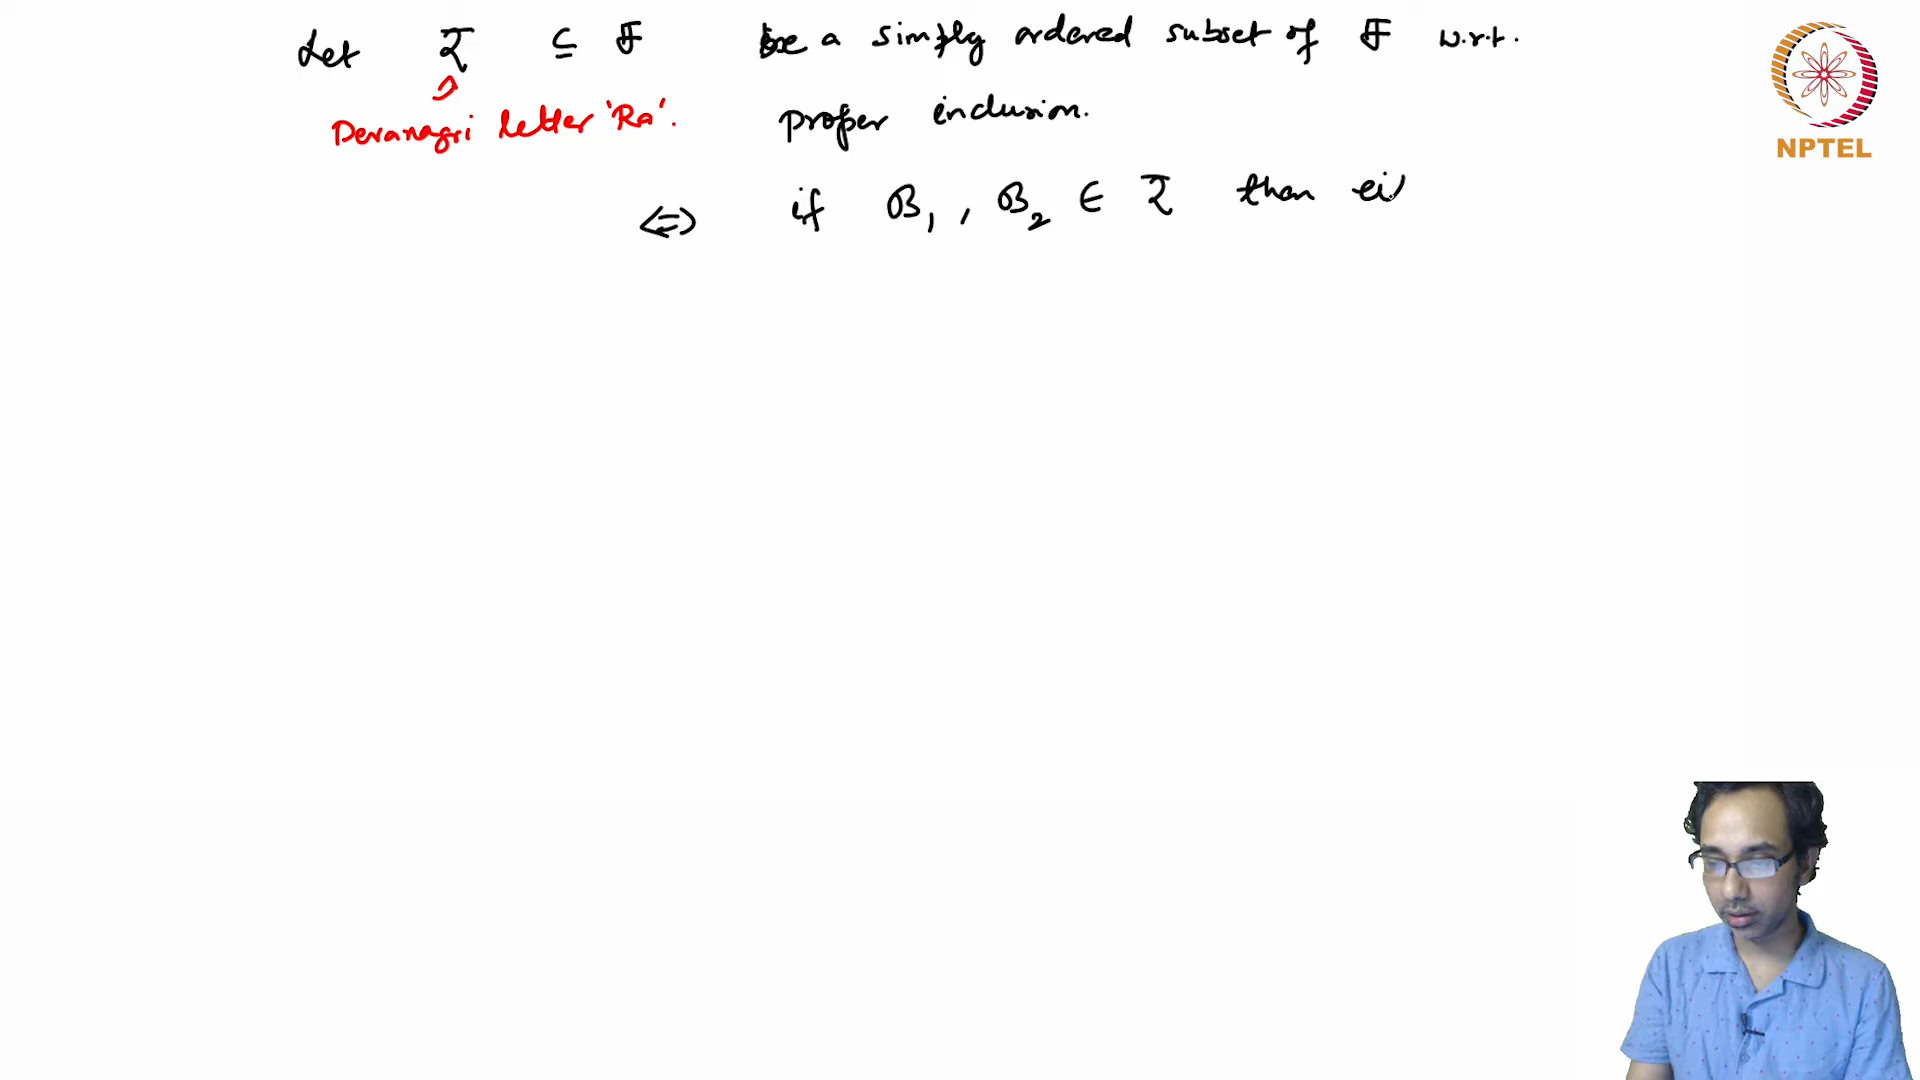 Let र ⊆ 𝔽 be a simply ordered subset of 𝔽 w.r.t.
Devanagri letter 'Ra'. proper inclusion.
⇔ if ℬ₁, ℬ₂ ∈ र then ei
NPTEL